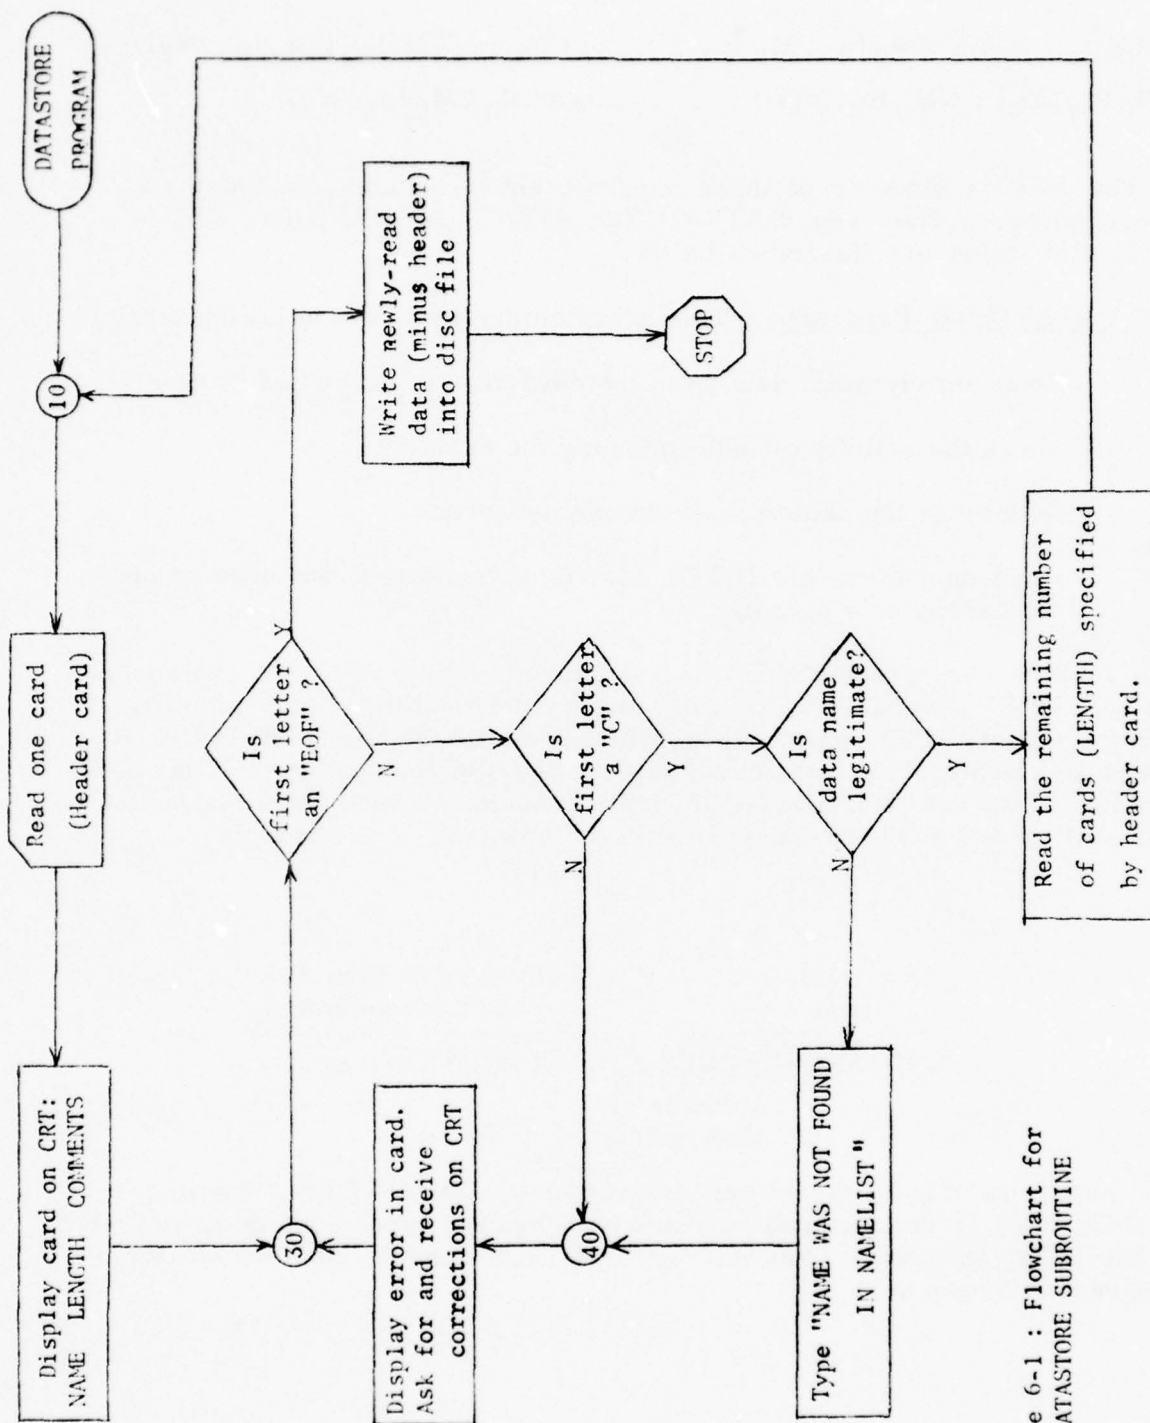 DATASTORE
PROGRAM
10
Read one card
(Header card)
Display card on CRT:
NAME LENGTH COMMENTS
30
Is
first letter
an "EOF" ?
Y
N
Write newly-read
data (minus header)
into disc file
STOP
Is
first letter
a "C" ?
N
Y
Display error in card.
Ask for and receive
corrections on CRT
40
Is
data name
legitimate?
N
Y
Type "NAME WAS NOT FOUND
IN NAMELIST"
Read the remaining number
of cards (LENGTH) specified
by header card.
e 6-1 : Flowchart for
ATASTORE SUBROUTINE